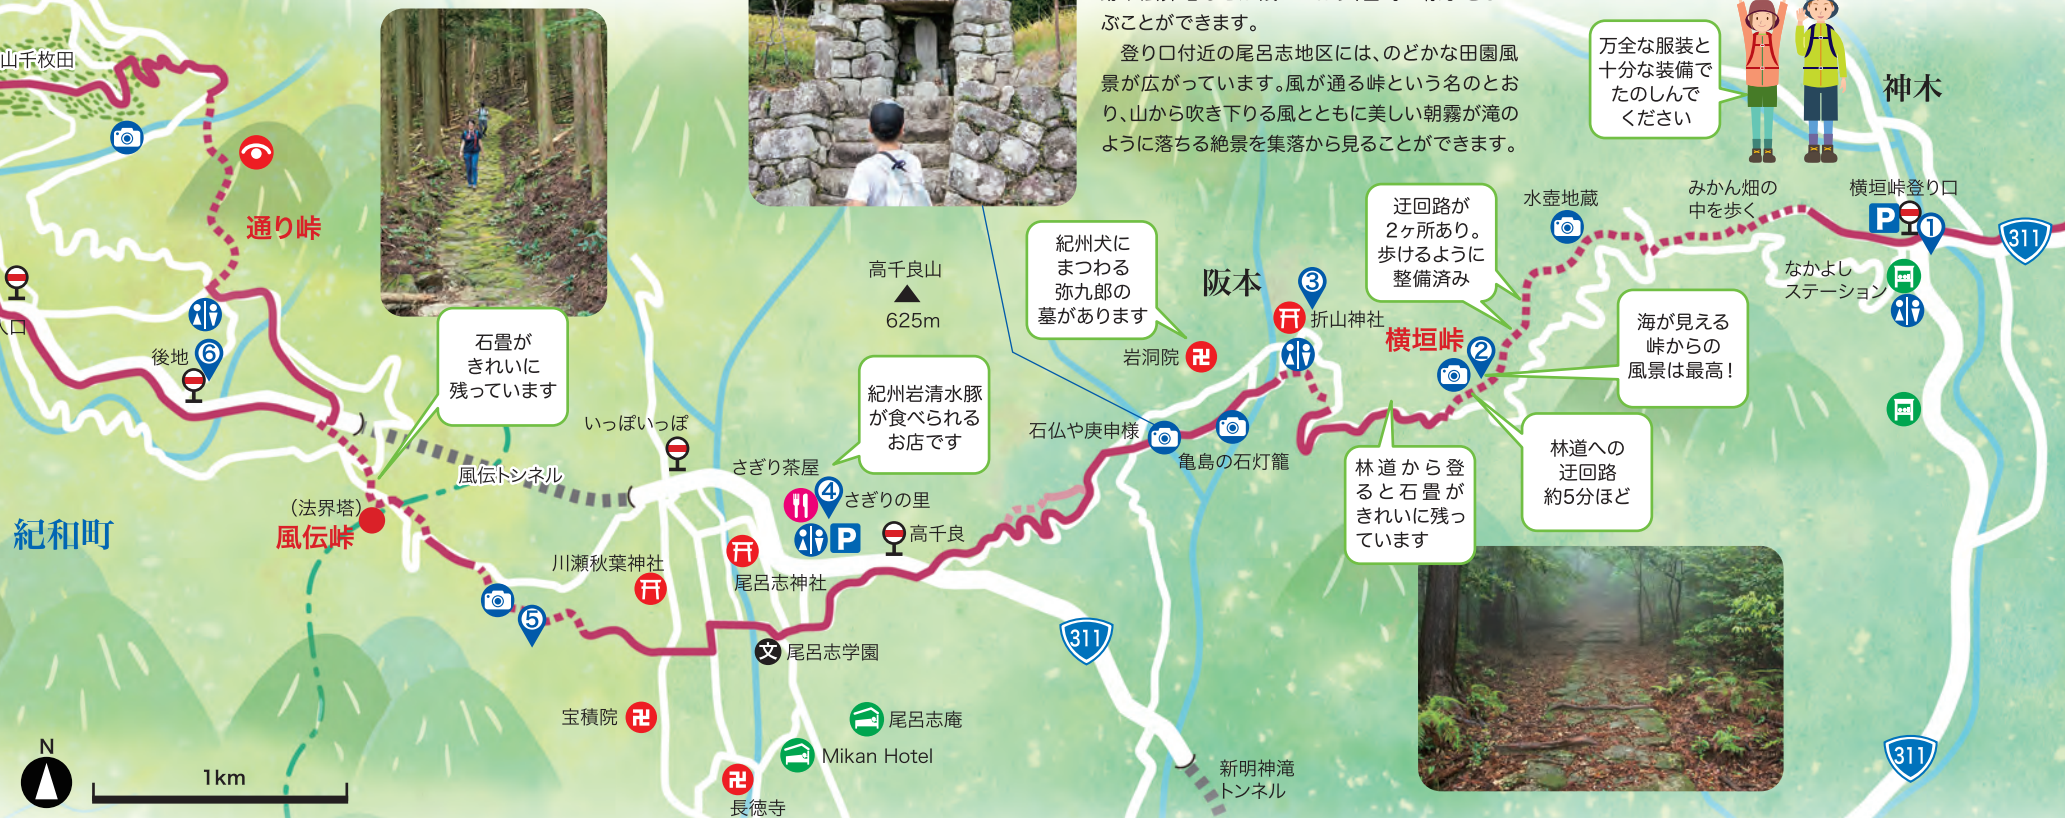 ぶことができます。
　登り口付近の尾呂志地区には、のどかな田園風
景が広がっています。風が通る峠という名のとお
り、山から吹き下りる風とともに美しい朝霧が滝の
ように落ちる絶景を集落から見ることができます。
万全な服装と
十分な装備で
たのしんで
ください
神木
山千枚田
通り峠
入口
後地
6
石畳が
きれいに
残っています
紀和町
(法界塔)
風伝峠
風伝トンネル
5
いっぽいっぽ
川瀬秋葉神社
宝積院
高千良山
625m
紀州岩清水豚
が食べられる
お店です
さぎり茶屋
4
さぎりの里
P
高千良
尾呂志神社
文
尾呂志学園
尾呂志庵
Mikan Hotel
長徳寺
紀州犬に
まつわる
弥九郎の
墓があります
岩洞院
阪本
3
折山神社
石仏や庚申様
亀島の石灯籠
迂回路が
2ヶ所あり。
歩けるように
整備済み
横垣峠
2
水壺地蔵
みかん畑の
中を歩く
横垣峠登り口
P
1
311
なかよし
ステーション
海が見える
峠からの
風景は最高!
林道への
迂回路
約5分ほど
林道から登
ると石畳が
きれいに残っ
ています
311
新明神滝
トンネル
311
N
1km